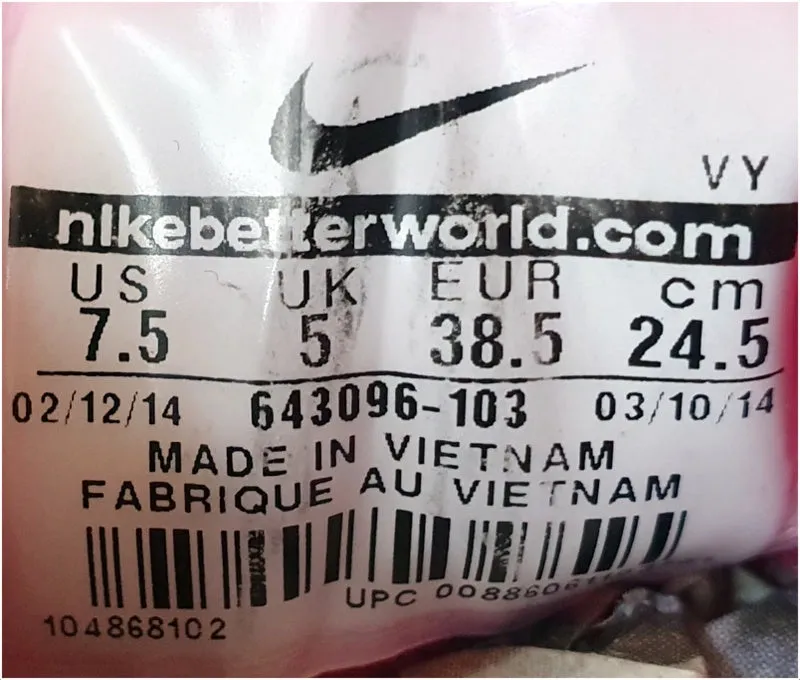 VY
nikebetterworld.com
US UK EUR cm
7.5 5 38.5 24.5
02/12/14 643096-103 03/10/14
MADE IN VIETNAM
FABRIQUE AU VIETNAM
UPC
104868102